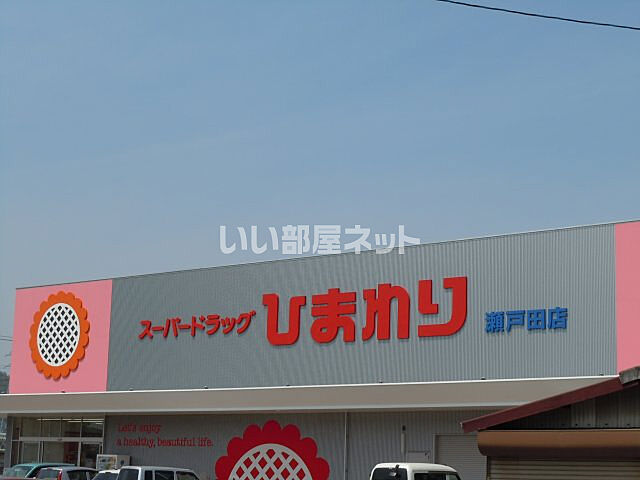 いい部屋ネット
スーパードラッグ ひまわり 瀬戸田店
Let's enjoy
a healthy, beautiful life.